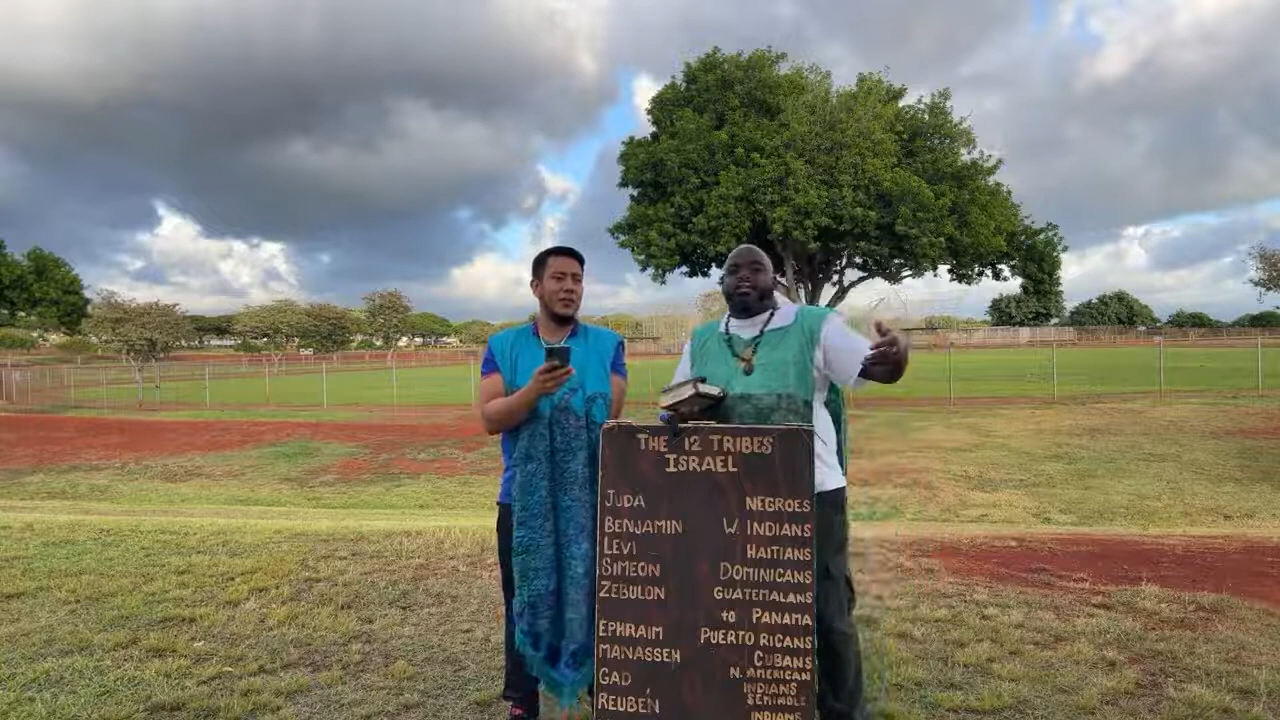 THE 12 TRIBES
ISRAEL
JUDA NEGROES
BENJAMIN W. INDIANS
LEVI HAITIANS
SIMEON DOMINICANS
ZEBULON GUATEMALANS
to PANAMA
EPHRAIM PUERTO RICANS
MANASSEH CUBANS
GAD N. AMERICAN
INDIANS
REUBEN SEMINOLE
INDIANS